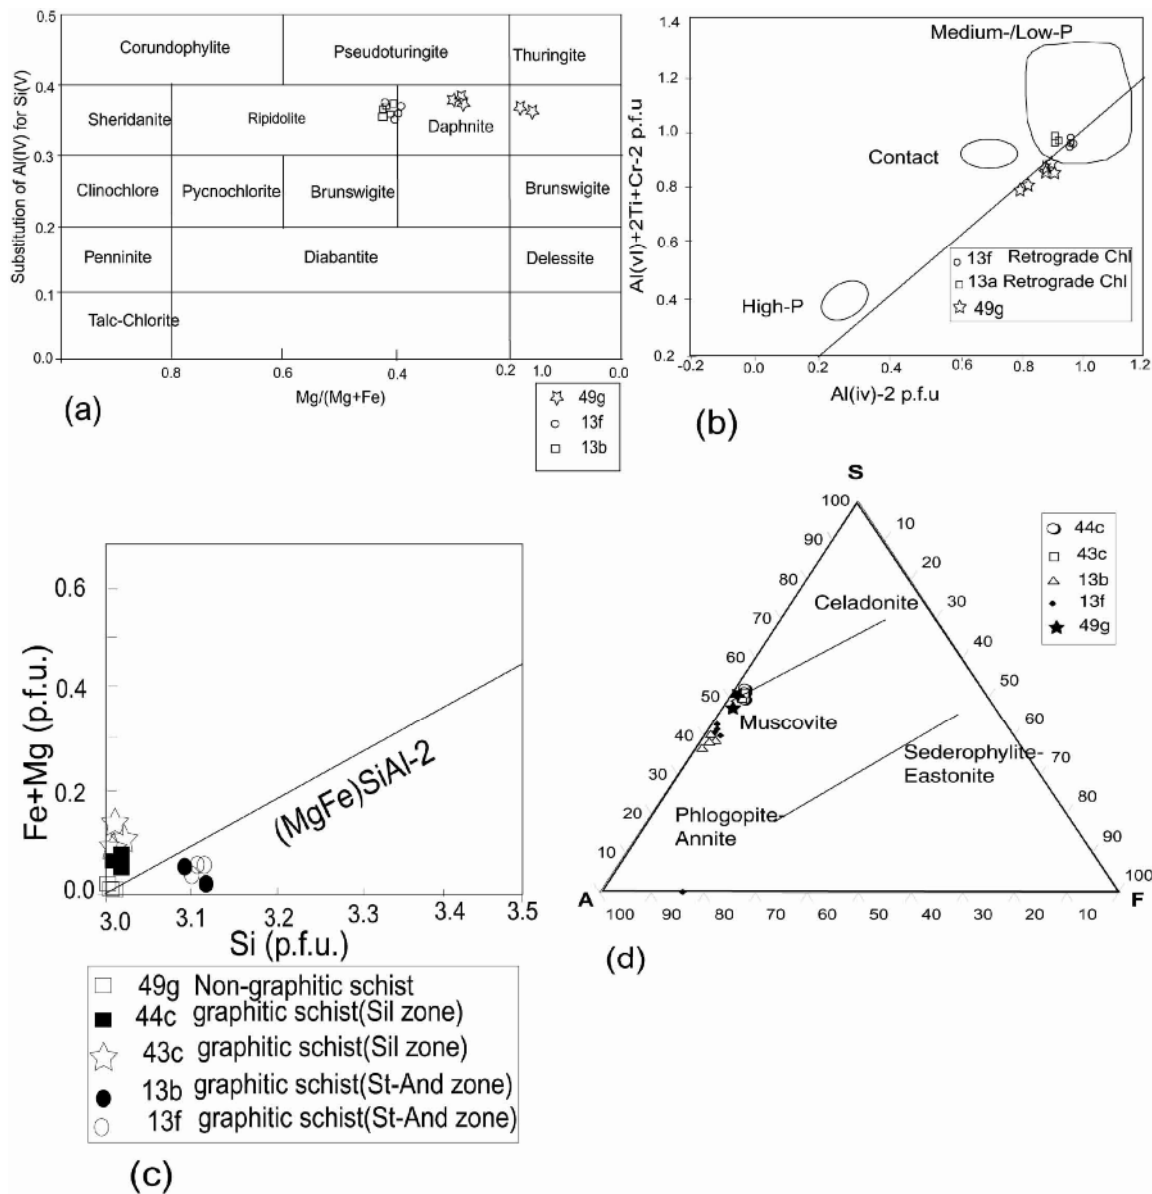 0.5
0.4
0.3
0.2
0.1
0.0
Substitution of Al(IV) for Si(V)
Corundophylite
Pseudoturingite
Thuringite
Sheridanite
Ripidolite
Daphnite
Clinochlore
Pycnochlorite
Brunswigite
Brunswigite
Penninite
Diabantite
Delessite
Talc-Chlorite
0.8
0.6
0.4
0.2
1.0
0.0
Mg/(Mg+Fe)
(a)
49g
13f
13b
1.4
1.2
1.0
0.8
0.6
0.4
0.2
Al(vI)+2Ti+Cr-2 p.f.u
Medium-/Low-P
Contact
High-P
13f Retrograde Chl
13a Retrograde Chl
49g
-0.2
0.0
0.2
0.4
0.6
0.8
1.0
1.2
Al(iv)-2 p.f.u
(b)
0.6
0.4
0.2
0.0
Fe+Mg (p.f.u.)
(MgFe)SiAl-2
3.0
3.1
3.2
3.3
3.4
3.5
Si (p.f.u.)
49g Non-graphitic schist
44c graphitic schist(Sil zone)
43c graphitic schist(Sil zone)
13b graphitic schist(St-And zone)
13f graphitic schist(St-And zone)
(c)
S
100
90
80
70
60
50
40
30
20
10
10
20
30
40
50
60
70
80
90
100
Celadonite
Muscovite
Sederophylite-
Eastonite
Phlogopite-
Annite
A
F
100
90
80
70
60
50
40
30
20
10
44c
43c
13b
13f
49g
(d)